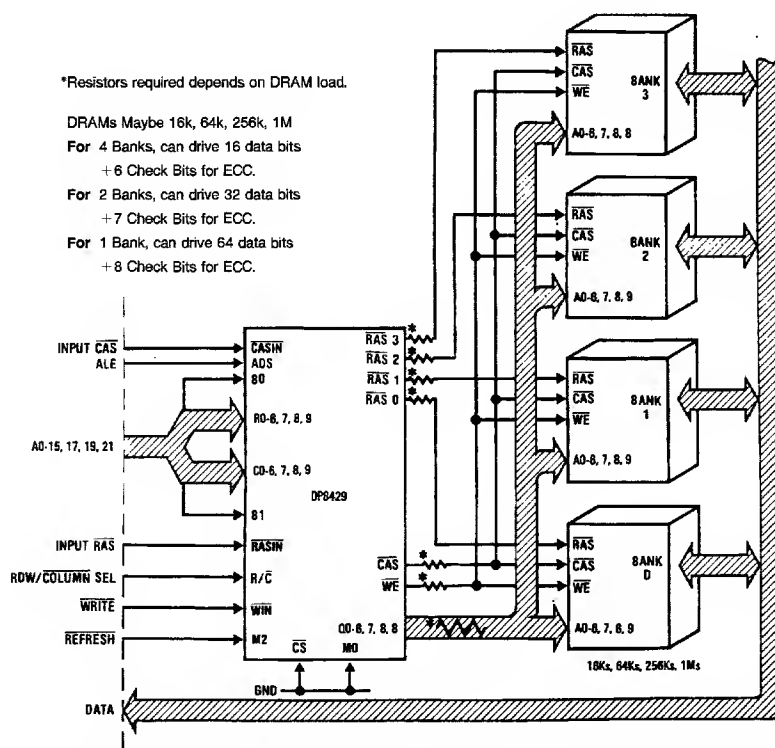 *Resistors required depends on DRAM load.
DRAMs Maybe 16k, 64k, 256k, 1M
For 4 Banks, can drive 16 data bits
+6 Check Bits for ECC.
For 2 Banks, can drive 32 data bits
+7 Check Bits for ECC.
For 1 Bank, can drive 64 data bits
+8 Check Bits for ECC.
RAS
CAS
WE
A0-6, 7, 8, 8
BANK
3
RAS
CAS
WE
A0-6, 7, 8, 9
BANK
2
RAS
CAS
WE
A0-6, 7, 8, 9
BANK
1
RAS
CAS
WE
A0-6, 7, 8, 9
BANK
0
16Ks, 64Ks, 256Ks, 1Ms
INPUT CAS
ALE
A0-15, 17, 19, 21
INPUT RAS
ROW/COLUMN SEL
WRITE
REFRESH
DATA
CASIN
ADS
B0
R0-6, 7, 8, 9
C0-6, 7, 8, 9
DP8429
B1
RASIN
R/C
WIN
M2
CS
M0
GND
RAS 3 *
RAS 2 *
RAS 1 *
RAS 0 *
CAS *
WE *
Q0-6, 7, 8, 8 *